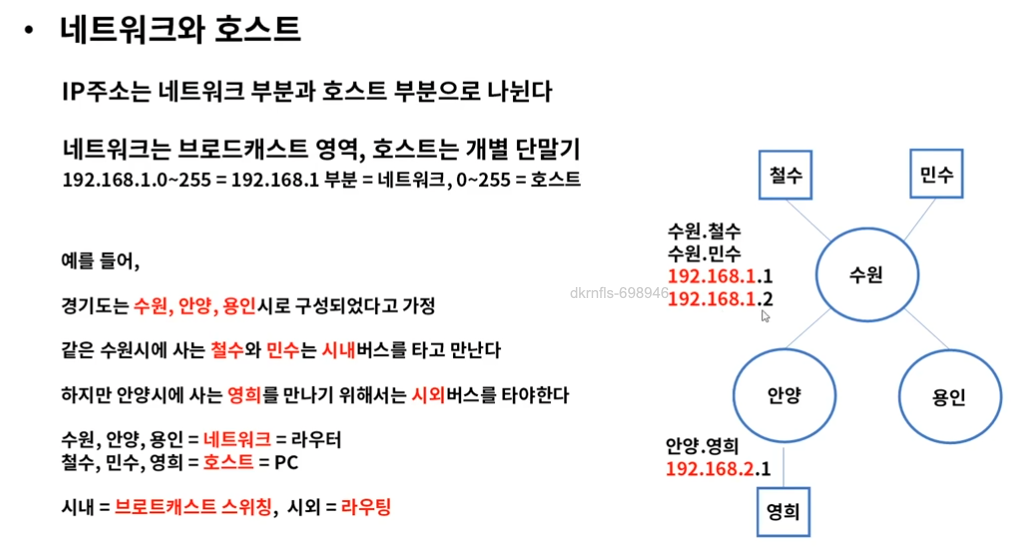 • 네트워크와 호스트
IP주소는 네트워크 부분과 호스트 부분으로 나뉜다
네트워크는 브로드캐스트 영역, 호스트는 개별 단말기
192.168.1.0~255 = 192.168.1 부분 = 네트워크, 0~255 = 호스트
예를 들어,
경기도는 수원, 안양, 용인시로 구성되었다고 가정
같은 수원시에 사는 철수와 민수는 시내버스를 타고 만난다
하지만 안양시에 사는 영희를 만나기 위해서는 시외버스를 타야한다
수원, 안양, 용인 = 네트워크 = 라우터
철수, 민수, 영희 = 호스트 = PC
시내 = 브로트캐스트 스위칭, 시외 = 라우팅
철수
민수
수원.철수
수원.민수
192.168.1.1
192.168.1.2
수원
dkrnfls-698946
안양
용인
안양.영희
192.168.2.1
영희